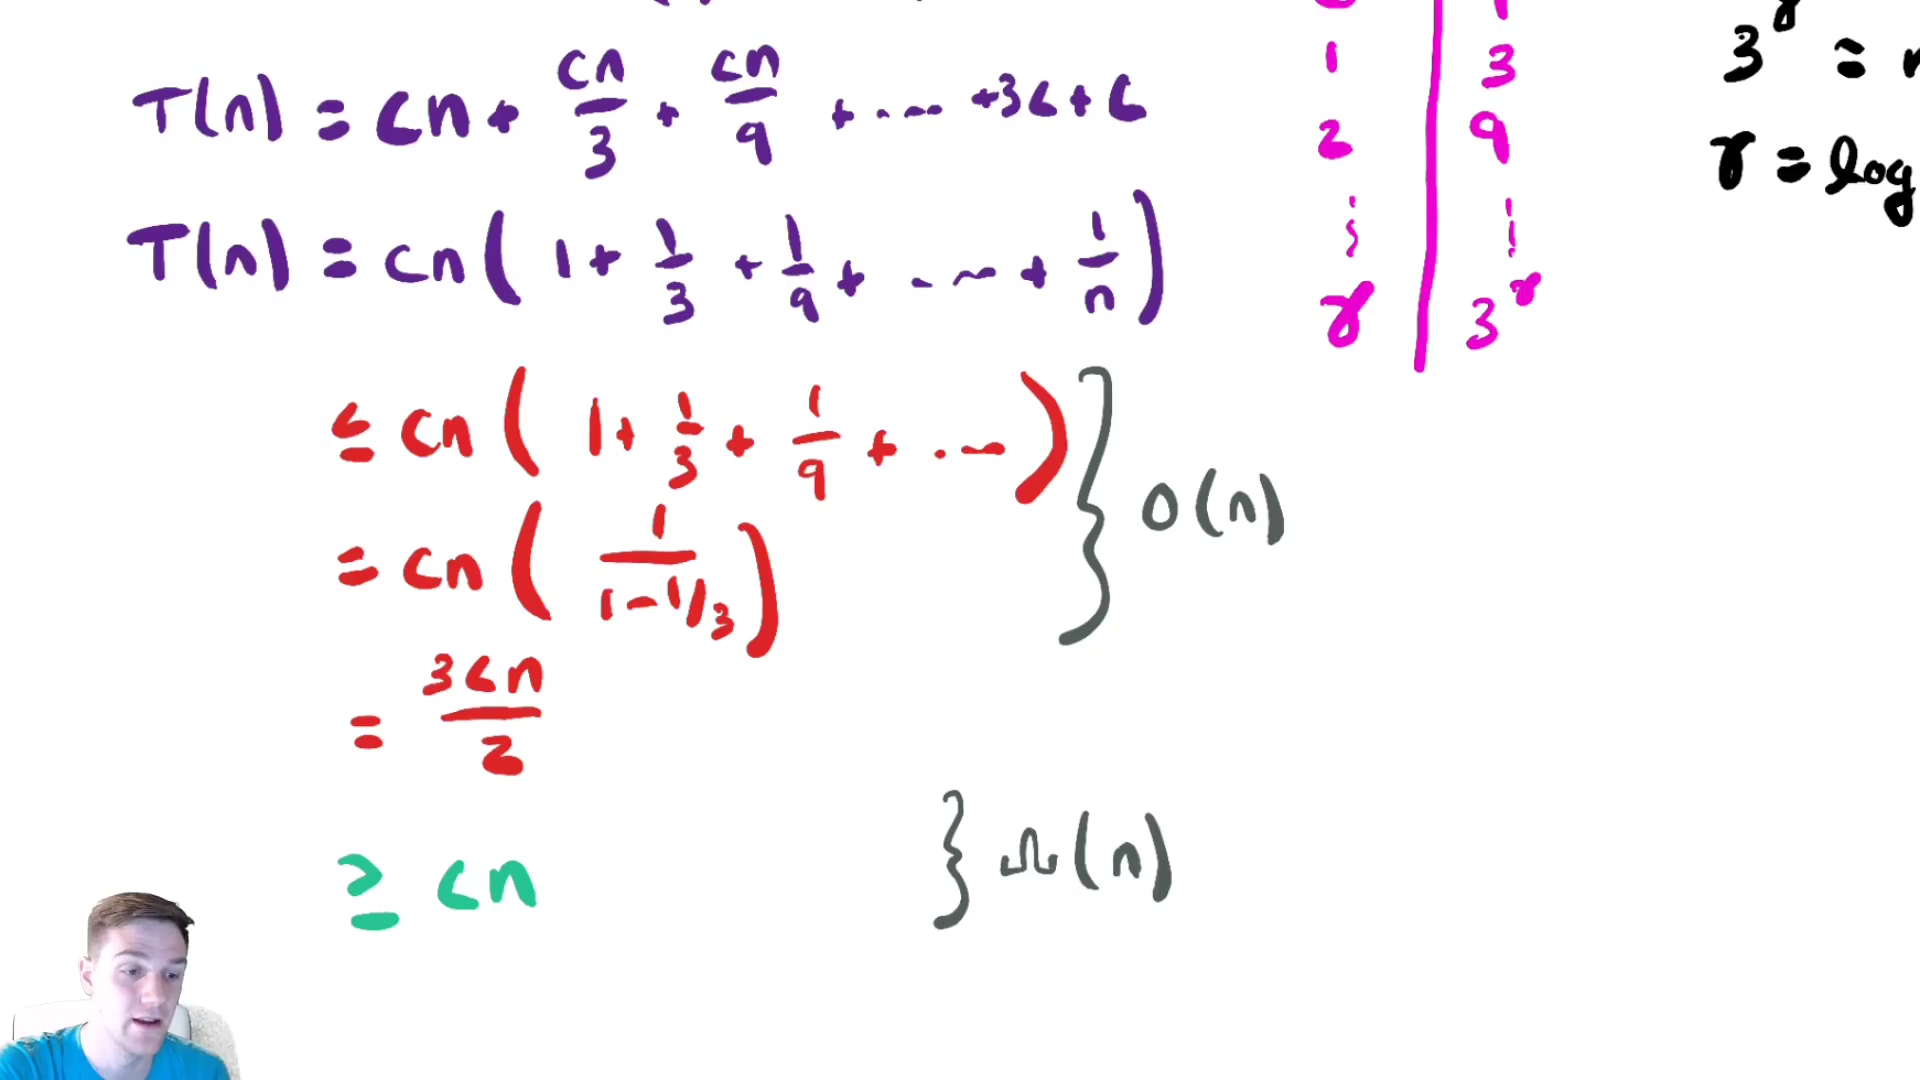 T(n) = cn + cn/3 + cn/9 + ... + 3c + c
T(n) = cn( 1 + 1/3 + 1/9 + ... + 1/n )
≤ cn( 1 + 1/3 + 1/9 + ... ) } O(n)
= cn( 1/(1-1/3) )
= 3cn/2
≥ cn } Ω(n)
1 | 3
2 | 9
⋮ | ⋮
r | 3^r
3^r =
r = log